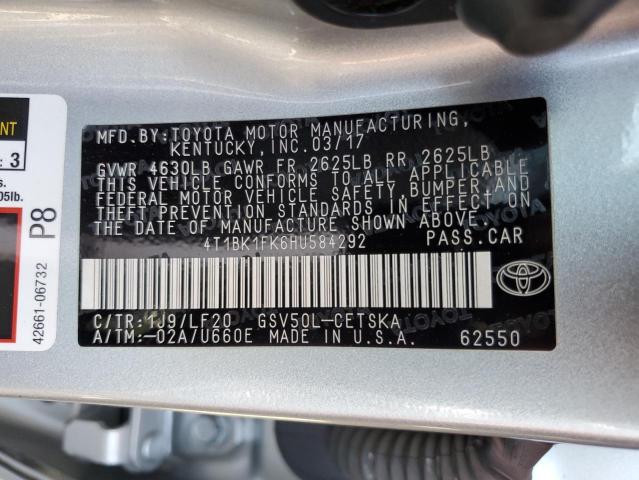 MFD.BY:TOYOTA MOTOR MANUFACTURING,
KENTUCKY, INC. 03/17
GVWR 4630LB GAWR FR 2625LB RR 2625LB
THIS VEHICLE CONFORMS TO ALL APPLICABLE
FEDERAL MOTOR VEHICLE SAFETY, BUMPER, AND
THEFT PREVENTION STANDARDS IN EFFECT ON
THE DATE OF MANUFACTURE SHOWN ABOVE.
4T1BK1FK6HU584292 PASS.CAR
C/TR:1J9/LF20 GSV50L-CETSKA
A/TM:-02A/U660E MADE IN U.S.A. 62550
NT
3
s.
05lb.
P8
42661-06732